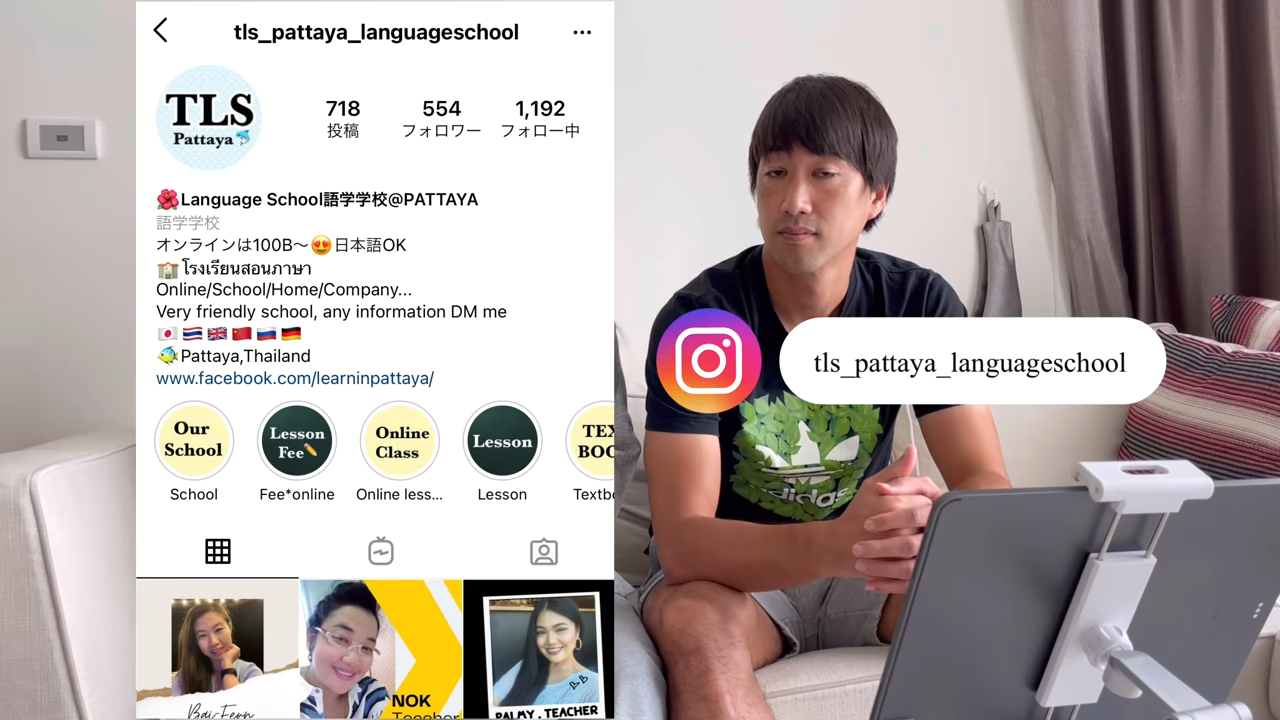 tls_pattaya_languageschool
TLS
Pattaya
718
投稿
554
フォロワー
1,192
フォロー中
🌺Language School語学学校@PATTAYA
語学学校
オンラインは100B〜😍日本語OK
🏫โรงเรียนสอนภาษา
Online/School/Home/Company...
Very friendly school, any information DM me
🇯🇵🇹🇭🇬🇧🇨🇳🇷🇺🇩🇪
🐠Pattaya,Thailand
www.facebook.com/learninpattaya/
Our
School
Lesson
Fee✏️
Online
Class
Lesson
School
Fee*online
Online less...
Lesson
Bai-Fern
NOK
Teacher
PALMY . TEACHER
tls_pattaya_languageschool
adidas